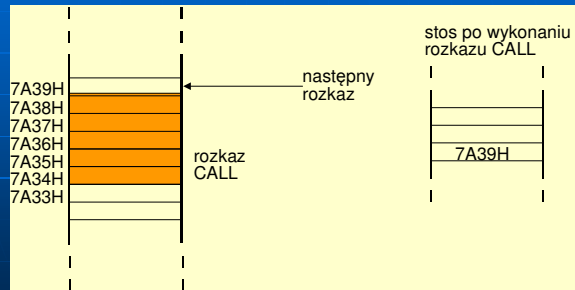 stos po wykonaniu
rozkazu CALL
następny
rozkaz
7A39H
7A38H
7A37H
7A36H
7A35H
7A34H
7A33H
rozkaz
CALL
7A39H